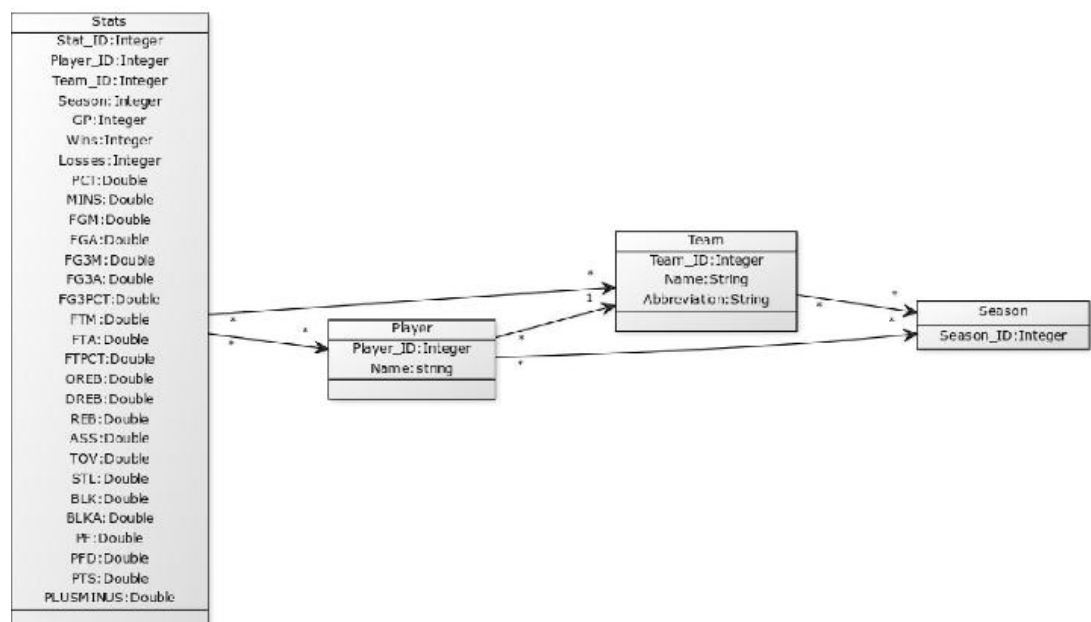 Stats
Stat_ID:Integer
Player_ID:Integer
Team_ID:Integer
Season:Integer
GP:Integer
Wins:Integer
Losses:Integer
PCT:Double
MINS:Double
FGM:Double
FGA:Double
FG3M:Double
FG3A:Double
FG3PCT:Double
FTM:Double
FTA:Double
FTPCT:Double
OREB:Double
DREB:Double
REB:Double
ASS:Double
TOV:Double
STL:Double
BLK:Double
BLKA:Double
PF:Double
PFD:Double
PTS:Double
PLUSMINUS:Double
*
*
*
*
Player
Player_ID:Integer
Name:string
*
1
*
*
Team
Team_ID:Integer
Name:String
Abbreviation:String
*
*
Season
Season_ID:Integer